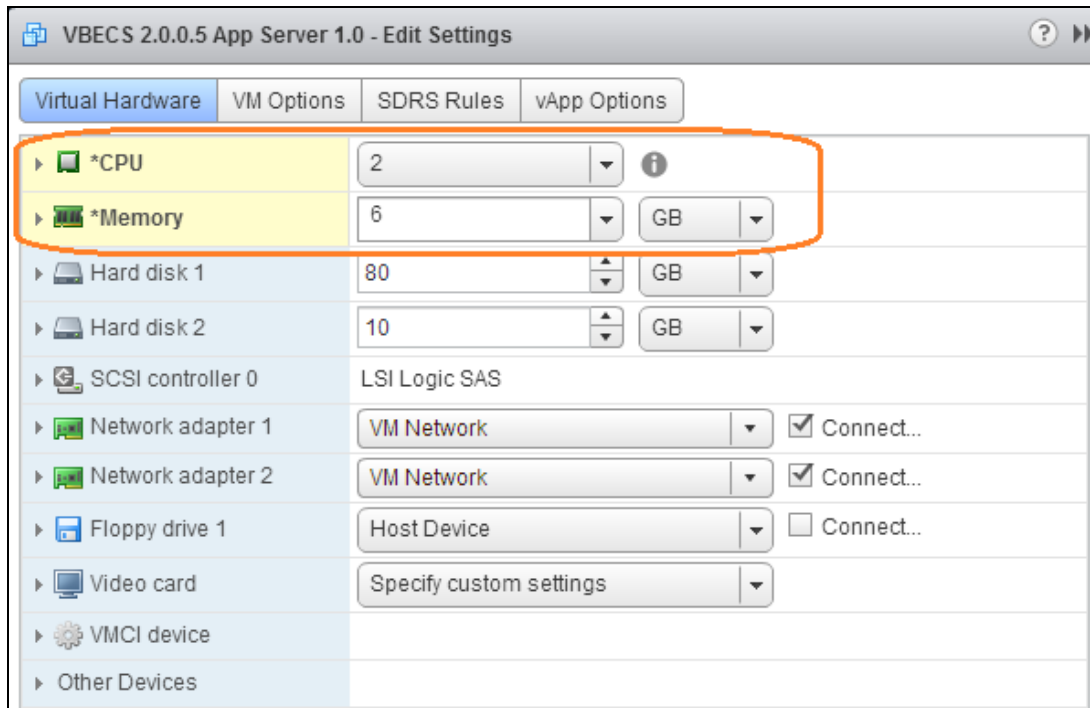 VBECS 2.0.0.5 App Server 1.0 - Edit Settings ?
Virtual Hardware VM Options SDRS Rules vApp Options
*CPU 2
*Memory 6 GB
Hard disk 1 80 GB
Hard disk 2 10 GB
SCSI controller 0 LSI Logic SAS
Network adapter 1 VM Network Connect...
Network adapter 2 VM Network Connect...
Floppy drive 1 Host Device Connect...
Video card Specify custom settings
VMCI device
Other Devices